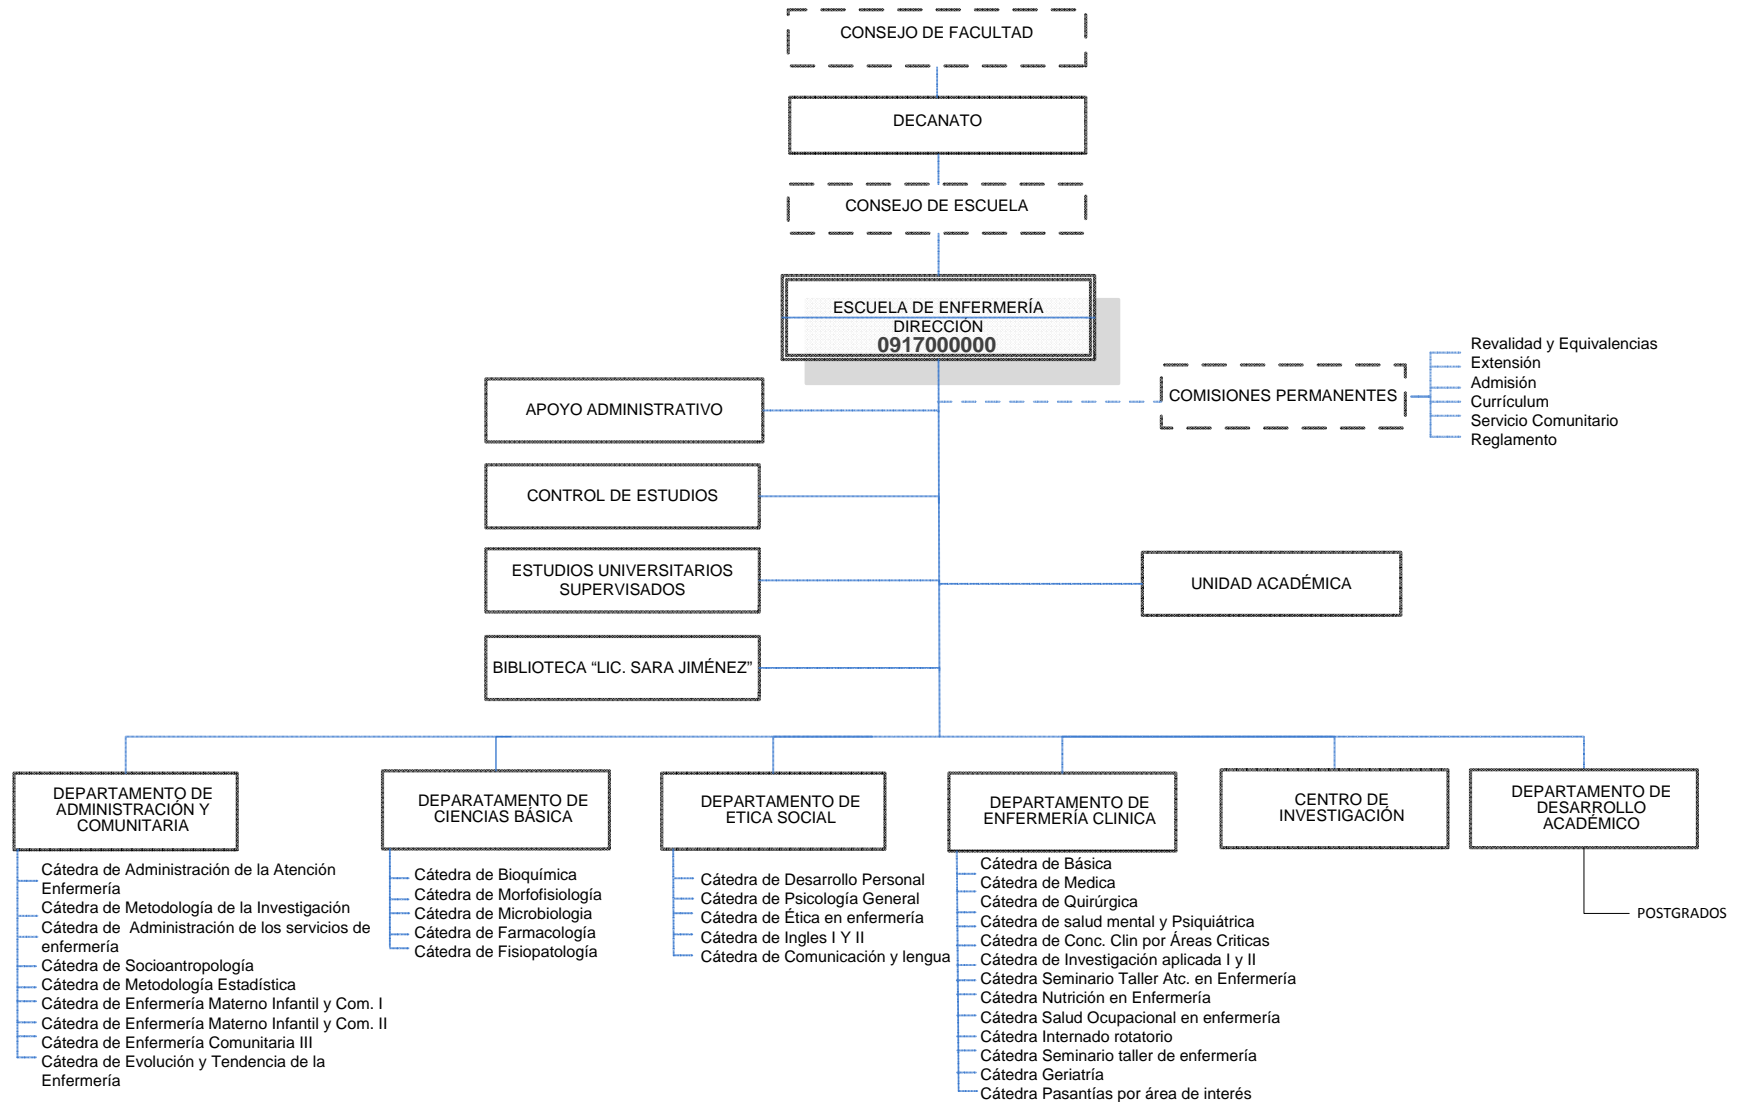 CONSEJO DE FACULTAD
DECANATO
CONSEJO DE ESCUELA
ESCUELA DE ENFERMERÍA
DIRECCIÓN
0917000000
COMISIONES PERMANENTES
Revalidad y Equivalencias
Extensión
Admisión
Currículum
Servicio Comunitario
Reglamento
APOYO ADMINISTRATIVO
CONTROL DE ESTUDIOS
ESTUDIOS UNIVERSITARIOS
SUPERVISADOS
UNIDAD ACADÉMICA
BIBLIOTECA “LIC. SARA JIMÉNEZ”
DEPARTAMENTO DE
ADMINISTRACIÓN Y
COMUNITARIA
Cátedra de Administración de la Atención
Enfermería
Cátedra de Metodología de la Investigación
Cátedra de  Administración de los servicios de
enfermería
Cátedra de Socioantropología
Cátedra de Metodología Estadística
Cátedra de Enfermería Materno Infantil y Com. I
Cátedra de Enfermería Materno Infantil y Com. II
Cátedra de Enfermería Comunitaria III
Cátedra de Evolución y Tendencia de la
Enfermería
DEPARATAMENTO DE
CIENCIAS BÁSICA
Cátedra de Bioquímica
Cátedra de Morfofisiología
Cátedra de Microbiologia
Cátedra de Farmacología
Cátedra de Fisiopatología
DEPARTAMENTO DE
ETICA SOCIAL
Cátedra de Desarrollo Personal
Cátedra de Psicología General
Cátedra de Ética en enfermería
Cátedra de Ingles I Y II
Cátedra de Comunicación y lengua
DEPARTAMENTO DE
ENFERMERÍA CLINICA
Cátedra de Básica
Cátedra de Medica
Cátedra de Quirúrgica
Cátedra de salud mental y Psiquiátrica
Cátedra de Conc. Clin por Áreas Criticas
Cátedra de Investigación aplicada I y II
Cátedra Seminario Taller Atc. en Enfermería
Cátedra Nutrición en Enfermería
Cátedra Salud Ocupacional en enfermería
Cátedra Internado rotatorio
Cátedra Seminario taller de enfermería
Cátedra Geriatría
Cátedra Pasantías por área de interés
CENTRO DE
INVESTIGACIÓN
DEPARTAMENTO DE
DESARROLLO
ACADÉMICO
POSTGRADOS